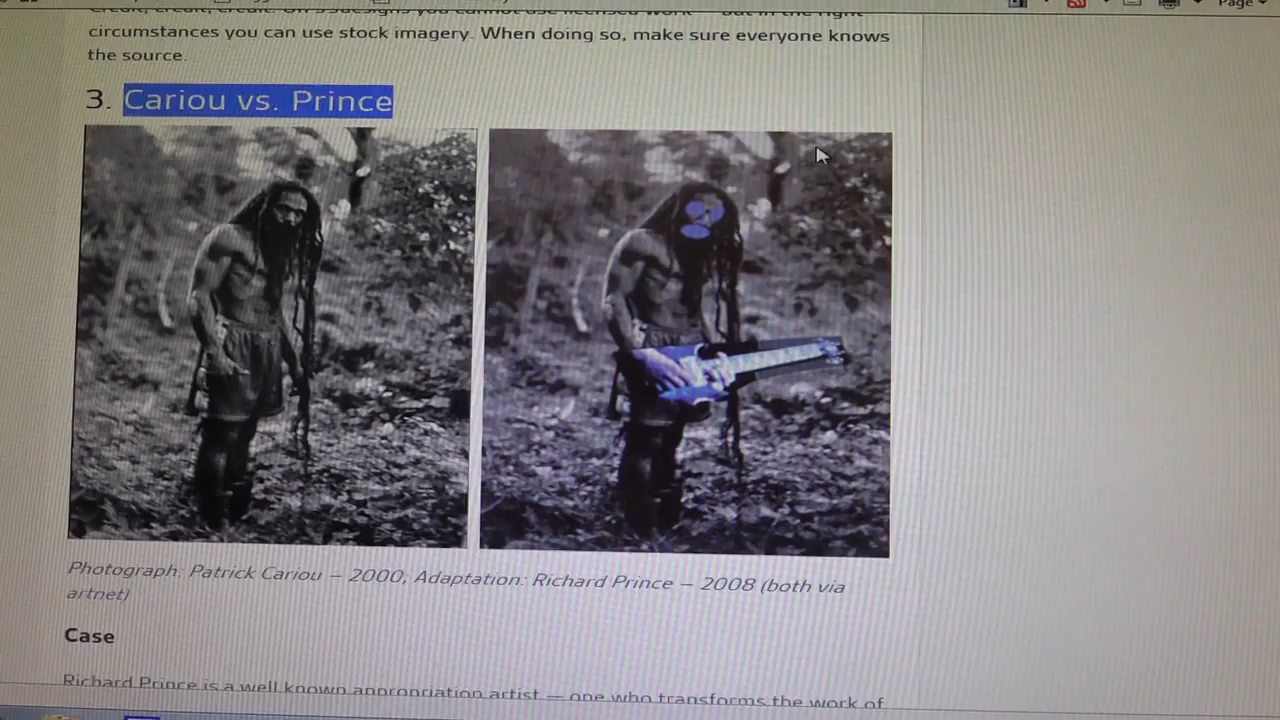 circumstances you can use stock imagery. When doing so, make sure everyone knows
the source.
3. Cariou vs. Prince
Photograph: Patrick Cariou – 2000; Adaptation: Richard Prince – 2008 (both via
artnet)
Case
Richard Prince is a well known appropriation artist — one who transforms the work of
Page